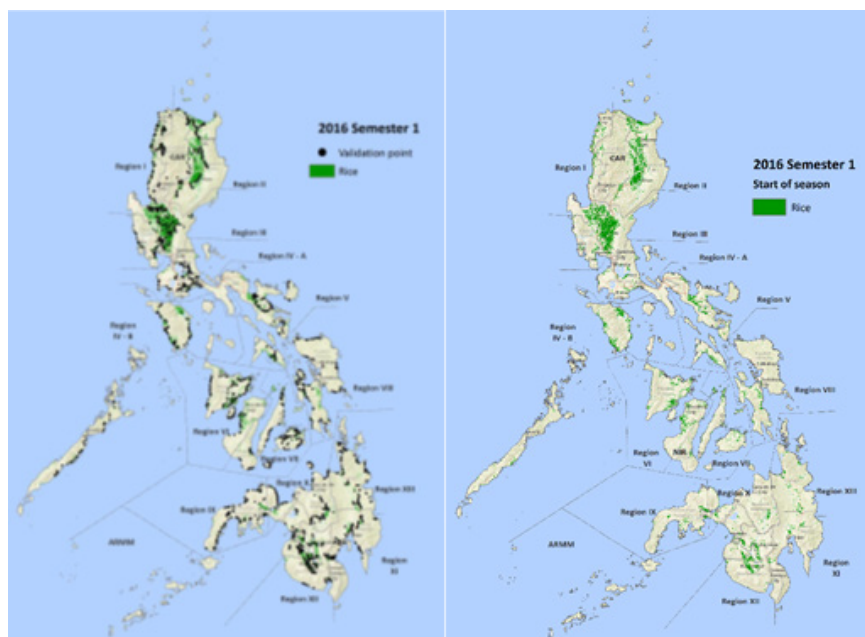 2016 Semester 1
Validation point
Rice
CAR
Region I
Region II
Region III
Region IV - A
Region V
Region
IV - B
Region VIII
Region VI
Region VII
Region X
Region XIII
Region IX
ARMM
Region
XI
Region XII
2016 Semester 1
Start of season
Rice
CAR
Region I
Region II
Region III
Region IV - A
Region V
Region
IV - B
Region VIII
Region
VI
NIR
Region VII
Region X
Region XIII
Region IX
ARMM
Region
XI
Region XII